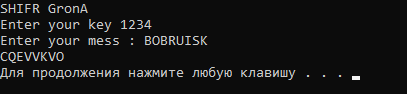 SHIFR GronA
Enter your key 1234
Enter your mess : BOBRUISK
CQEVVKVO
Для продолжения нажмите любую клавишу . . .